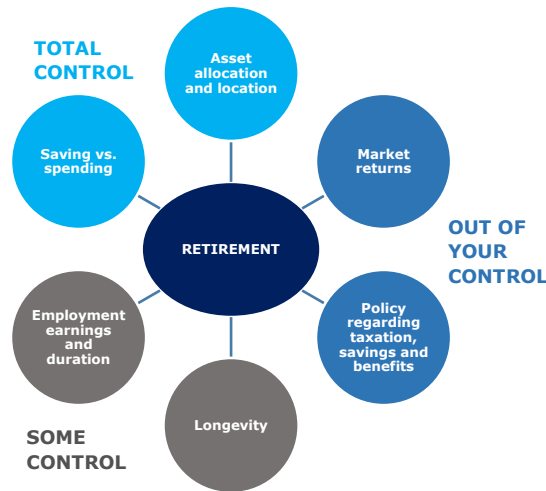 TOTAL
CONTROL
Asset
allocation
and location
Saving vs.
spending
Market
returns
RETIREMENT
OUT OF
YOUR
CONTROL
Employment
earnings
and
duration
Policy
regarding
taxation,
savings and
benefits
Longevity
SOME
CONTROL